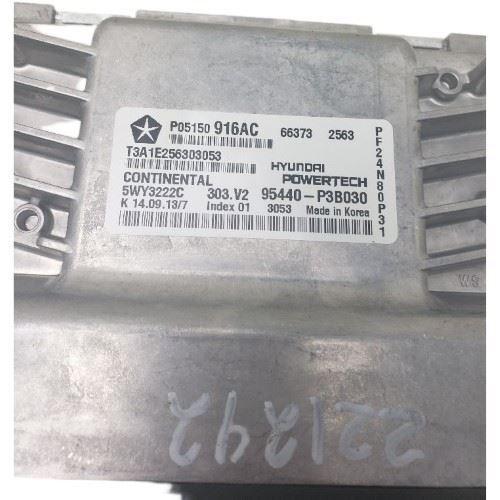 P05150 916AC 66373 2563
T3A1E256303053
HYUNDAI
CONTINENTAL POWERTECH
5WY3222C 303.V2 95440-P3B030
K 14.09.13/7 Index 01 3053 Made in Korea
PF24N80P31
221242